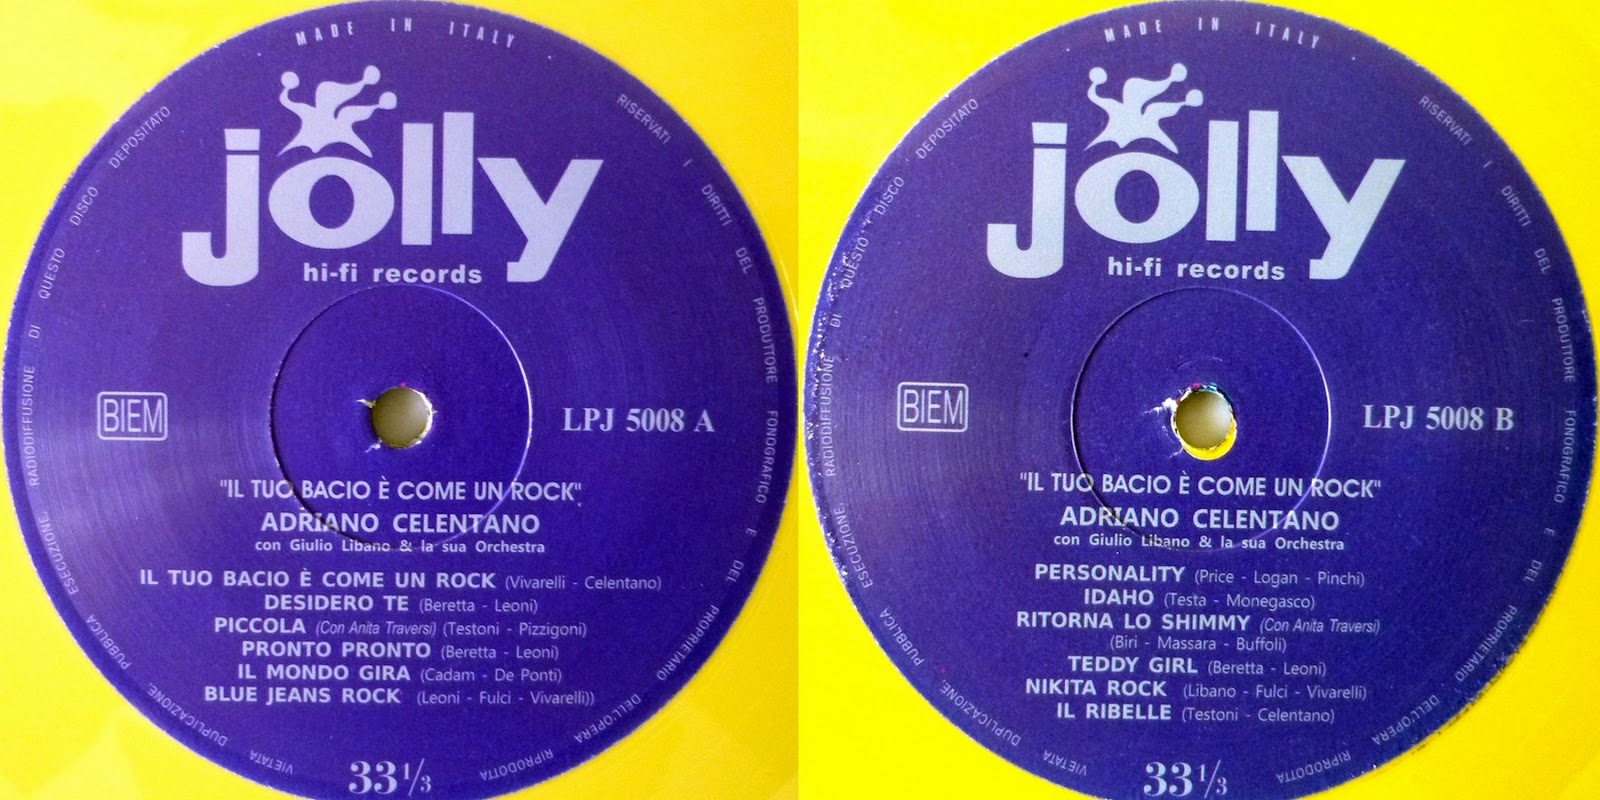 MADE IN ITALY
RISERVATI I DIRITTI DEL PRODUTTORE FONOGRAFICO E DEL PROPRIETARIO DELL'OPERA RIPRODOTTA
VIETATA DUPLICAZIONE, PUBBLICA ESECUZIONE, RADIODIFFUSIONE DI QUESTO DISCO DEPOSITATO
jolly
hi-fi records
BIEM
LPJ 5008 A
"IL TUO BACIO È COME UN ROCK"
ADRIANO CELENTANO
con Giulio Libano & la sua Orchestra
IL TUO BACIO È COME UN ROCK (Vivarelli - Celentano)
DESIDERO TE (Beretta - Leoni)
PICCOLA (Con Anita Traversi) (Testoni - Pizzigoni)
PRONTO PRONTO (Beretta - Leoni)
IL MONDO GIRA (Cadam - De Ponti)
BLUE JEANS ROCK (Leoni - Fulci - Vivarelli))
33 1/3
MADE IN ITALY
RISERVATI I DIRITTI DEL PRODUTTORE FONOGRAFICO E DEL PROPRIETARIO DELL'OPERA RIPRODOTTA
VIETATA DUPLICAZIONE, PUBBLICA ESECUZIONE, RADIODIFFUSIONE DI QUESTO DISCO DEPOSITATO
jolly
hi-fi records
BIEM
LPJ 5008 B
"IL TUO BACIO È COME UN ROCK"
ADRIANO CELENTANO
con Giulio Libano & la sua Orchestra
PERSONALITY (Price - Logan - Pinchi)
IDAHO (Testa - Monegasco)
RITORNA LO SHIMMY (Con Anita Traversi)
(Biri - Massara - Buffoli)
TEDDY GIRL (Beretta - Leoni)
NIKITA ROCK (Libano - Fulci - Vivarelli)
IL RIBELLE (Testoni - Celentano)
33 1/3